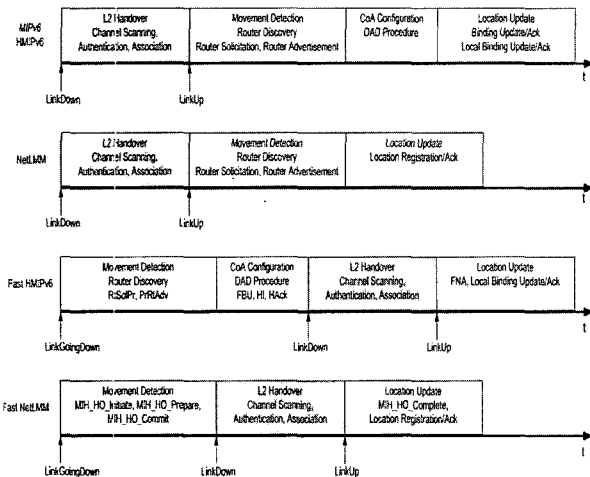 MIPv6
HMIPv6
L2 Handover
Channel Scanning,
Authentication, Association
Movement Detection
Router Discovery
Router Solicitation, Router Advertisement
CoA Configuration
DAD Procedure
Location Update
Binding Update/Ack
Local Binding Update/Ack
t
LinkDown
LinkUp
NetLMM
L2 Handover
Channel Scanning,
Authentication, Association
Movement Detection
Router Discovery
Router Solicitation, Router Advertisement
Location Update
Location Registration/Ack
t
LinkDown
LinkUp
Fast HMIPv6
Movement Detection
Router Discovery
RtSolPr, PrRtAdv
CoA Configuration
DAD Procedure
FBU, HI, HAck
L2 Handover
Channel Scanning,
Authentication, Association
Location Update
FNA, Local Binding Update/Ack
t
LinkGoingDown
LinkDown
LinkUp
Fast NetLMM
Movement Detection
MIH_HO_Initiate, MIH_HO_Prepare,
MIH_HO_Commit
L2 Handover
Channel Scanning,
Authentication, Association
Location Update
MIH_HO_Complete,
Location Registration/Ack
t
LinkGoingDown
LinkDown
LinkUp